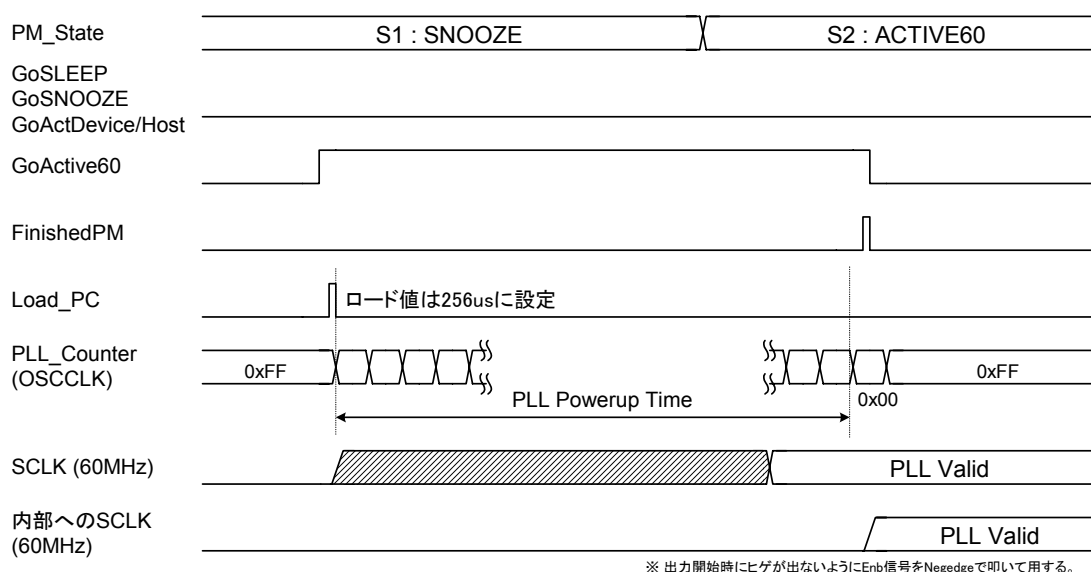 PM_State
S1 : SNOOZE
S2 : ACTIVE60
GoSLEEP
GoSNOOZE
GoActDevice/Host
GoActive60
FinishedPM
Load_PC
ロード値は256usに設定
PLL_Counter
(OSCCLK)
0xFF
0xFF
PLL Powerup Time
0x00
SCLK (60MHz)
PLL Valid
内部へのSCLK
(60MHz)
PLL Valid
※ 出力開始時にヒゲが出ないようにEnb信号をNegedgeで叩いて用する。